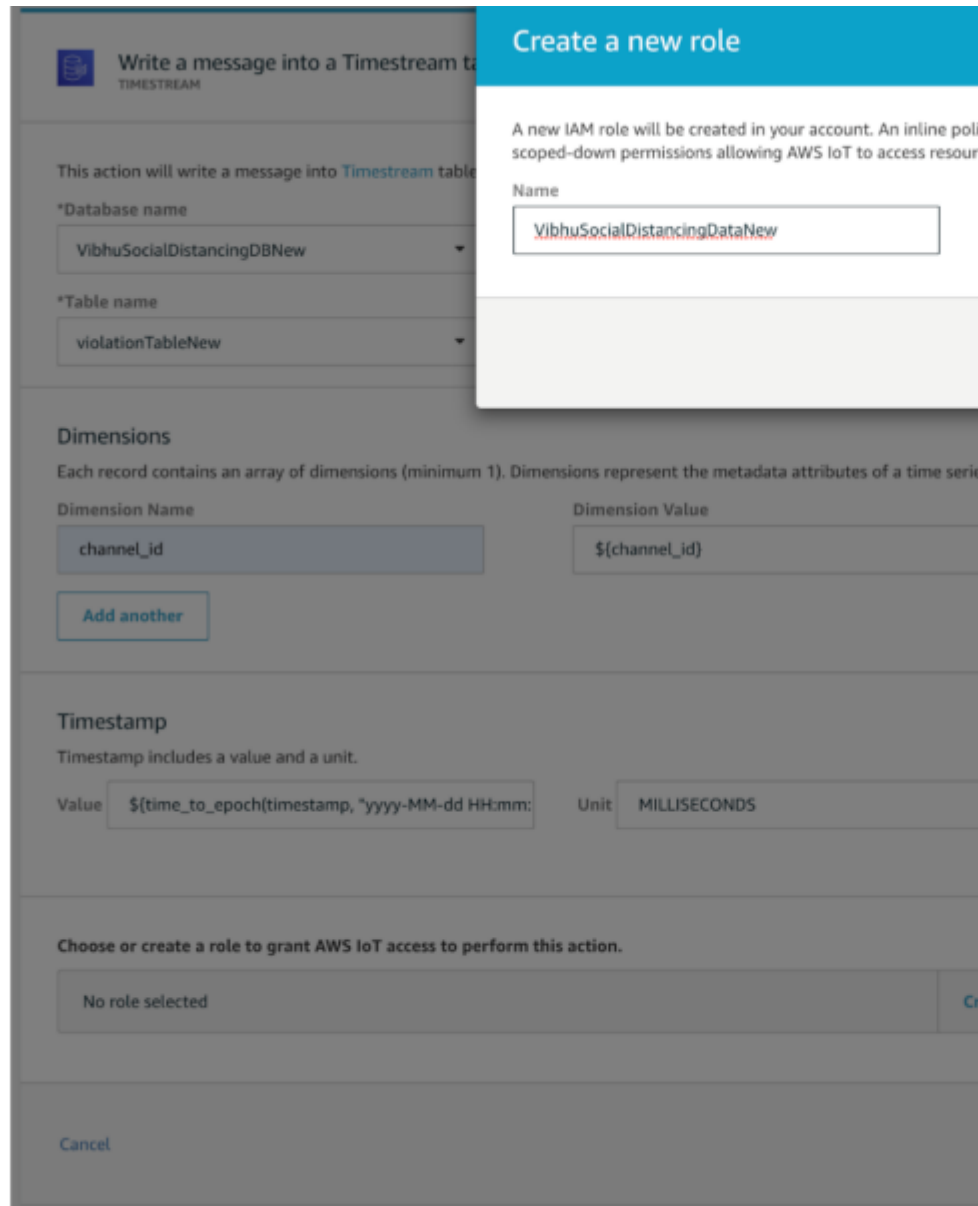 Create a new role
Write a message into a Timestream
TIMESTREAM
A new IAM role will be created in your account. An inline
scoped-down permissions allowing AWS IoT to access
Name
VibhuSocialDistancingDataNew
This action will write a message into Timestream table
*Database name
VibhuSocialDistancingDBNew
*Table name
violationTableNew
Dimensions
Each record contains an array of dimensions (minimum 1). Dimensions represent the metadata attributes of a time
Dimension Name
Dimension Value
channel_id
${channel_id}
Add another
Timestamp
Timestamp includes a value and a unit.
Value ${time_to_epoch(timestamp, "yyyy-MM-dd HH:mm: Unit MILLISECONDS
Choose or create a role to grant AWS IoT access to perform this action.
No role selected
Cancel